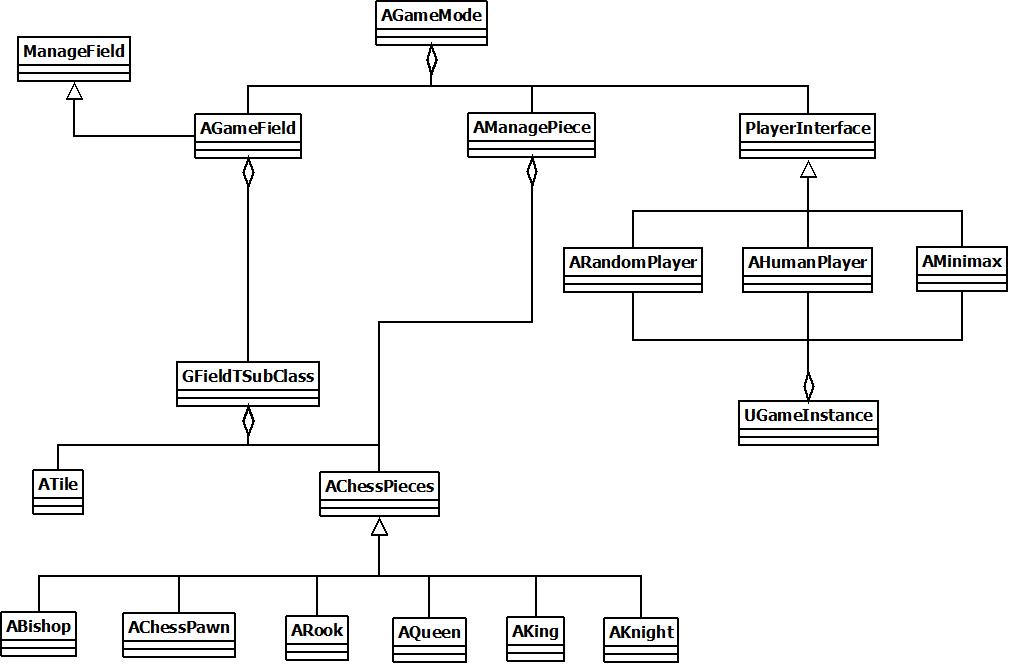 AGameMode
ManageField
AGameField
AManagePiece
PlayerInterface
ARandomPlayer
AHumanPlayer
AMinimax
GFieldTSubClass
UGameInstance
ATile
AChessPieces
ABishop
AChessPawn
ARook
AQueen
AKing
AKnight